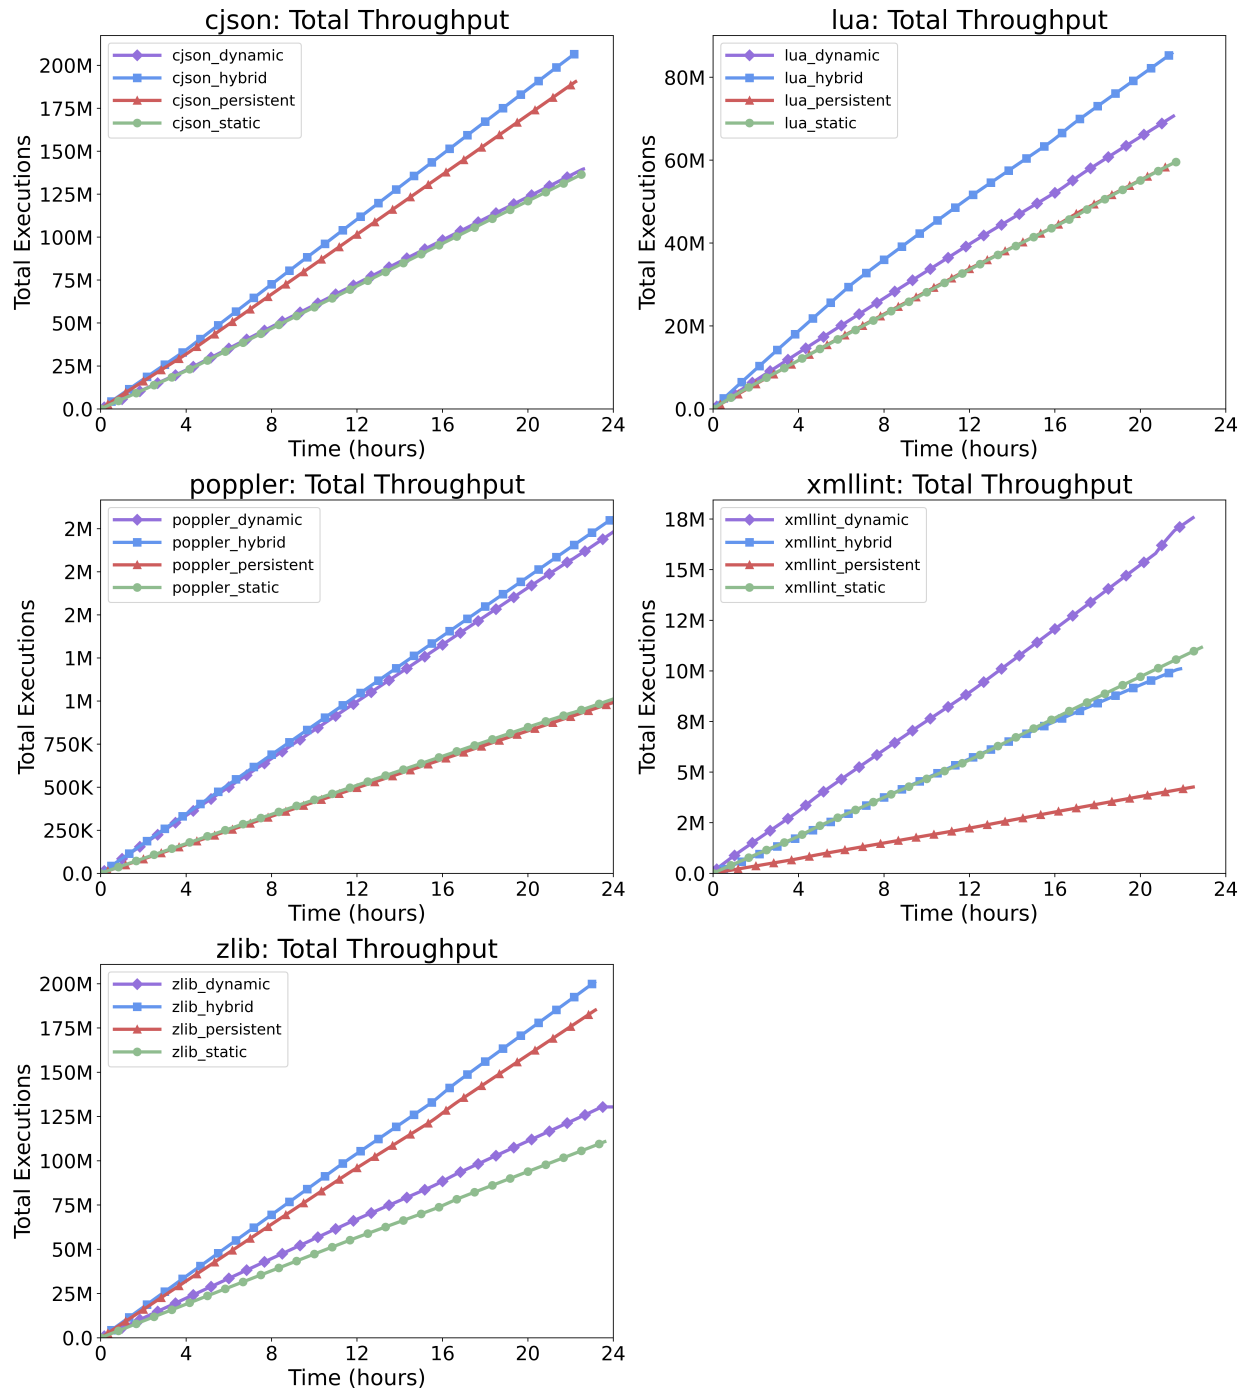 cjson: Total Throughput
cjson_dynamic
cjson_hybrid
cjson_persistent
cjson_static
Total Executions
200M
175M
150M
125M
100M
75M
50M
25M
0.0
0
4
8
12
16
20
24
Time (hours)
lua: Total Throughput
lua_dynamic
lua_hybrid
lua_persistent
lua_static
Total Executions
80M
60M
40M
20M
0.0
0
4
8
12
16
20
24
Time (hours)
poppler: Total Throughput
poppler_dynamic
poppler_hybrid
poppler_persistent
poppler_static
Total Executions
2M
2M
2M
1M
1M
750K
500K
250K
0.0
0
4
8
12
16
20
24
Time (hours)
xmllint: Total Throughput
xmllint_dynamic
xmllint_hybrid
xmllint_persistent
xmllint_static
Total Executions
18M
15M
12M
10M
8M
5M
2M
0.0
0
4
8
12
16
20
24
Time (hours)
zlib: Total Throughput
zlib_dynamic
zlib_hybrid
zlib_persistent
zlib_static
Total Executions
200M
175M
150M
125M
100M
75M
50M
25M
0.0
0
4
8
12
16
20
24
Time (hours)